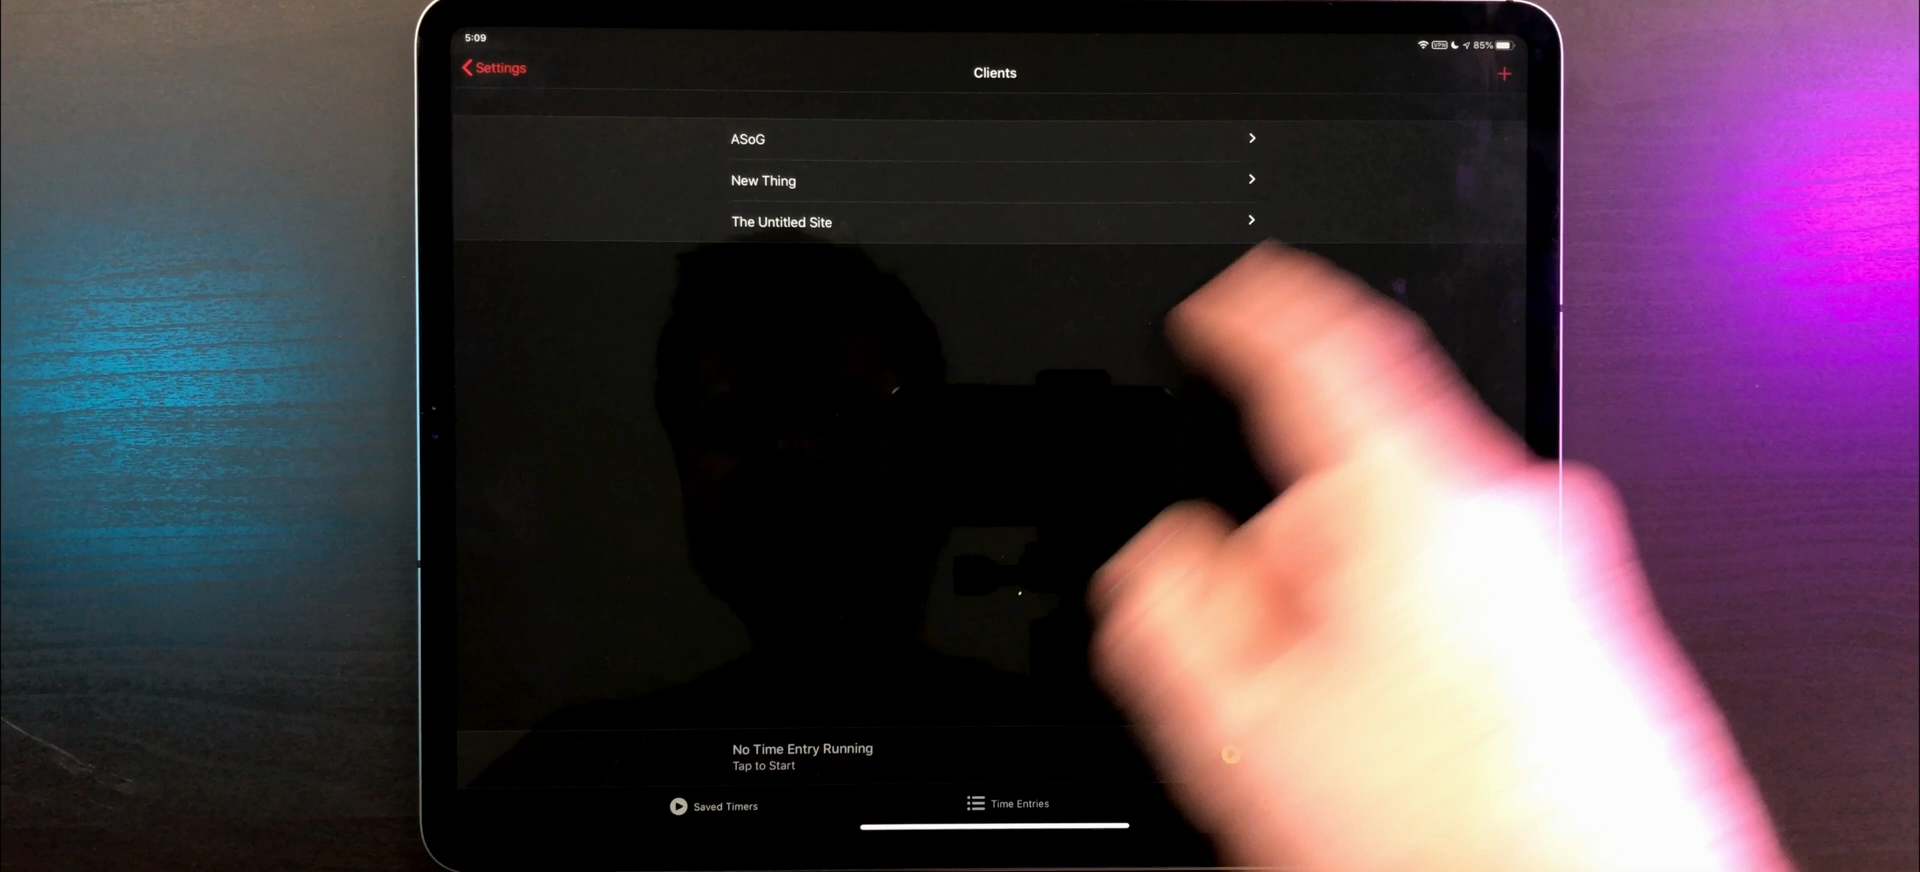 5:09
VPN 85%
Settings
Clients
ASoG
New Thing
The Untitled Site
No Time Entry Running
Tap to Start
Saved Timers
Time Entries